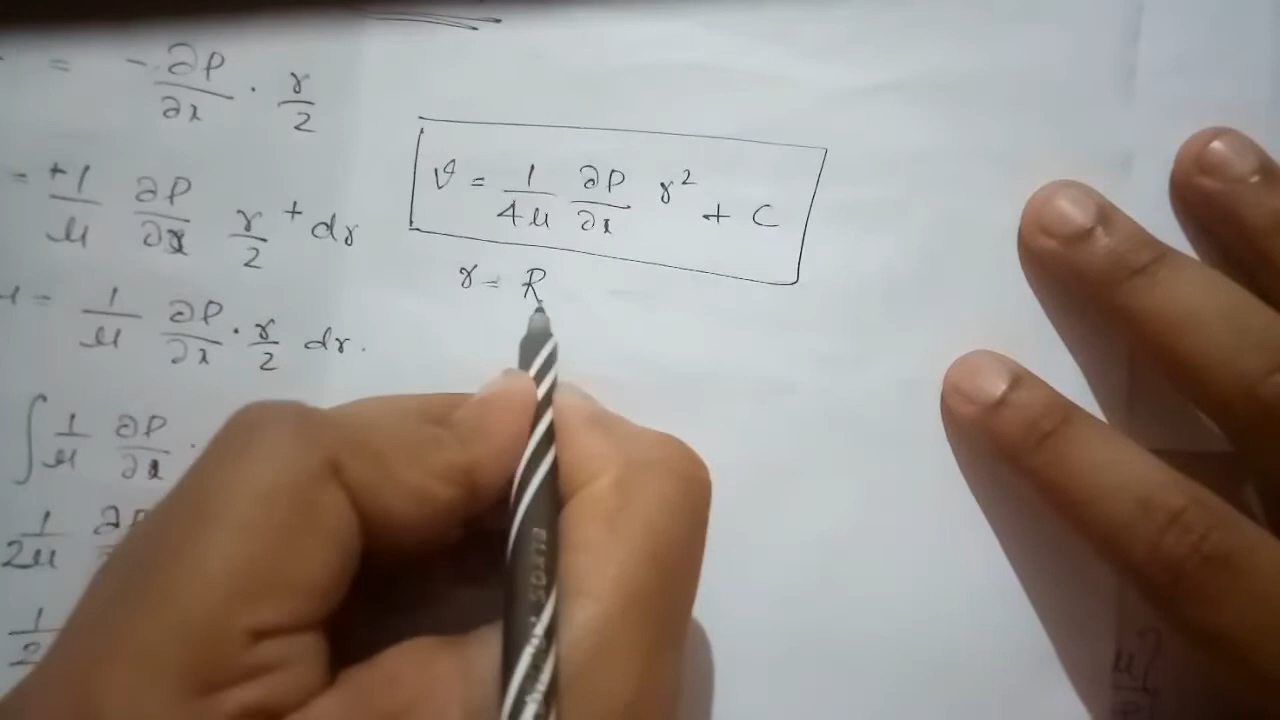 = - ∂P/∂x · r/2
= +1/μ ∂P/∂x r/2 + dr
= 1/μ ∂P/∂x · r/2 dr.
∫ 1/μ ∂P/∂x ·
1/2μ
1/2
v = 1/4μ ∂P/∂x r² + C
r = R